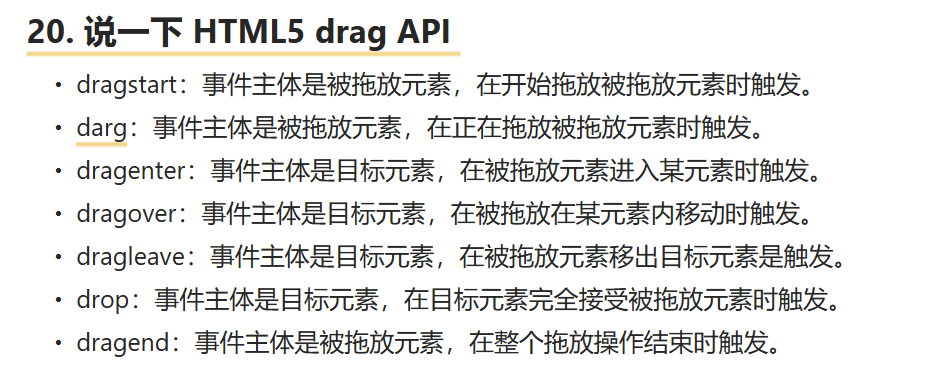 20. 说一下 HTML5 drag API
• dragstart：事件主体是被拖放元素，在开始拖放被拖放元素时触发。
• darg：事件主体是被拖放元素，在正在拖放被拖放元素时触发。
• dragenter：事件主体是目标元素，在被拖放元素进入某元素时触发。
• dragover：事件主体是目标元素，在被拖放在某元素内移动时触发。
• dragleave：事件主体是目标元素，在被拖放元素移出目标元素是触发。
• drop：事件主体是目标元素，在目标元素完全接受被拖放元素时触发。
• dragend：事件主体是被拖放元素，在整个拖放操作结束时触发。